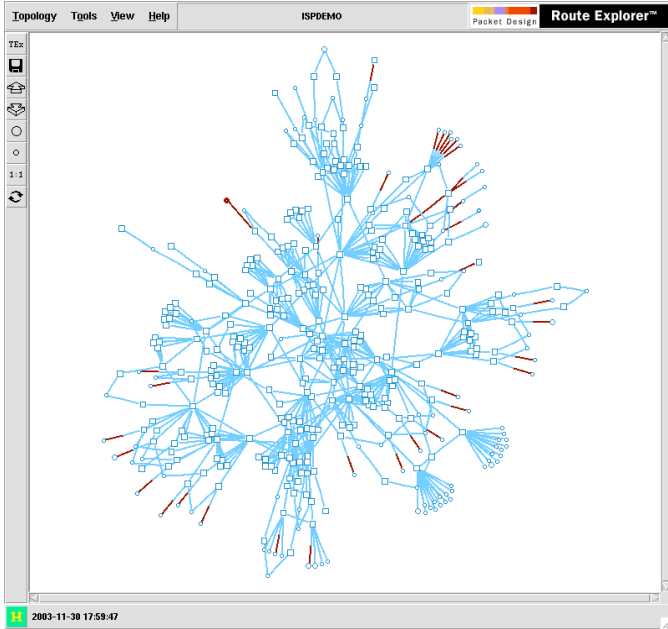 Topology Tools View Help
ISPDEMO
Packet Design
Route Explorer™
TEx
1:1
H
2003-11-30 17:59:47